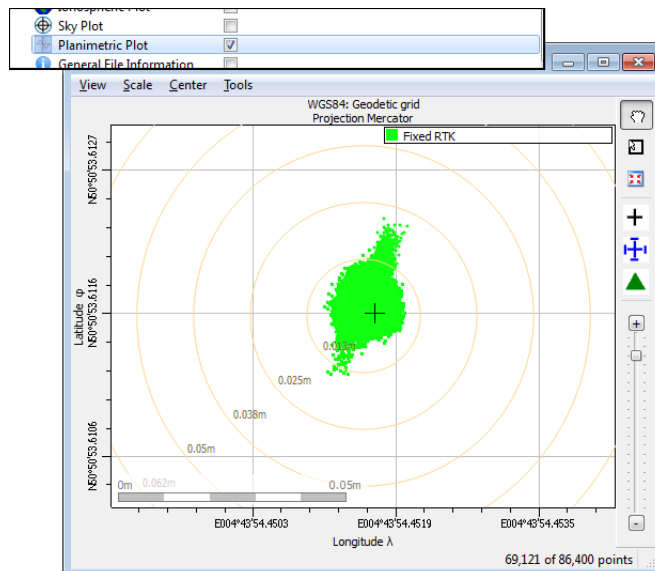 Ionospheric Plot
Sky Plot
Planimetric Plot
General File Information
View Scale Center Tools
WGS84: Geodetic grid
Projection Mercator
Fixed RTK
N50°50'53.6127
N50°50'53.6116
N50°50'53.6106
Latitude φ
0.013m
0.025m
0.038m
0.05m
0.062m
0m
0.05m
E004°43'54.4503
E004°43'54.4519
E004°43'54.4535
Longitude λ
69,121 of 86,400 points